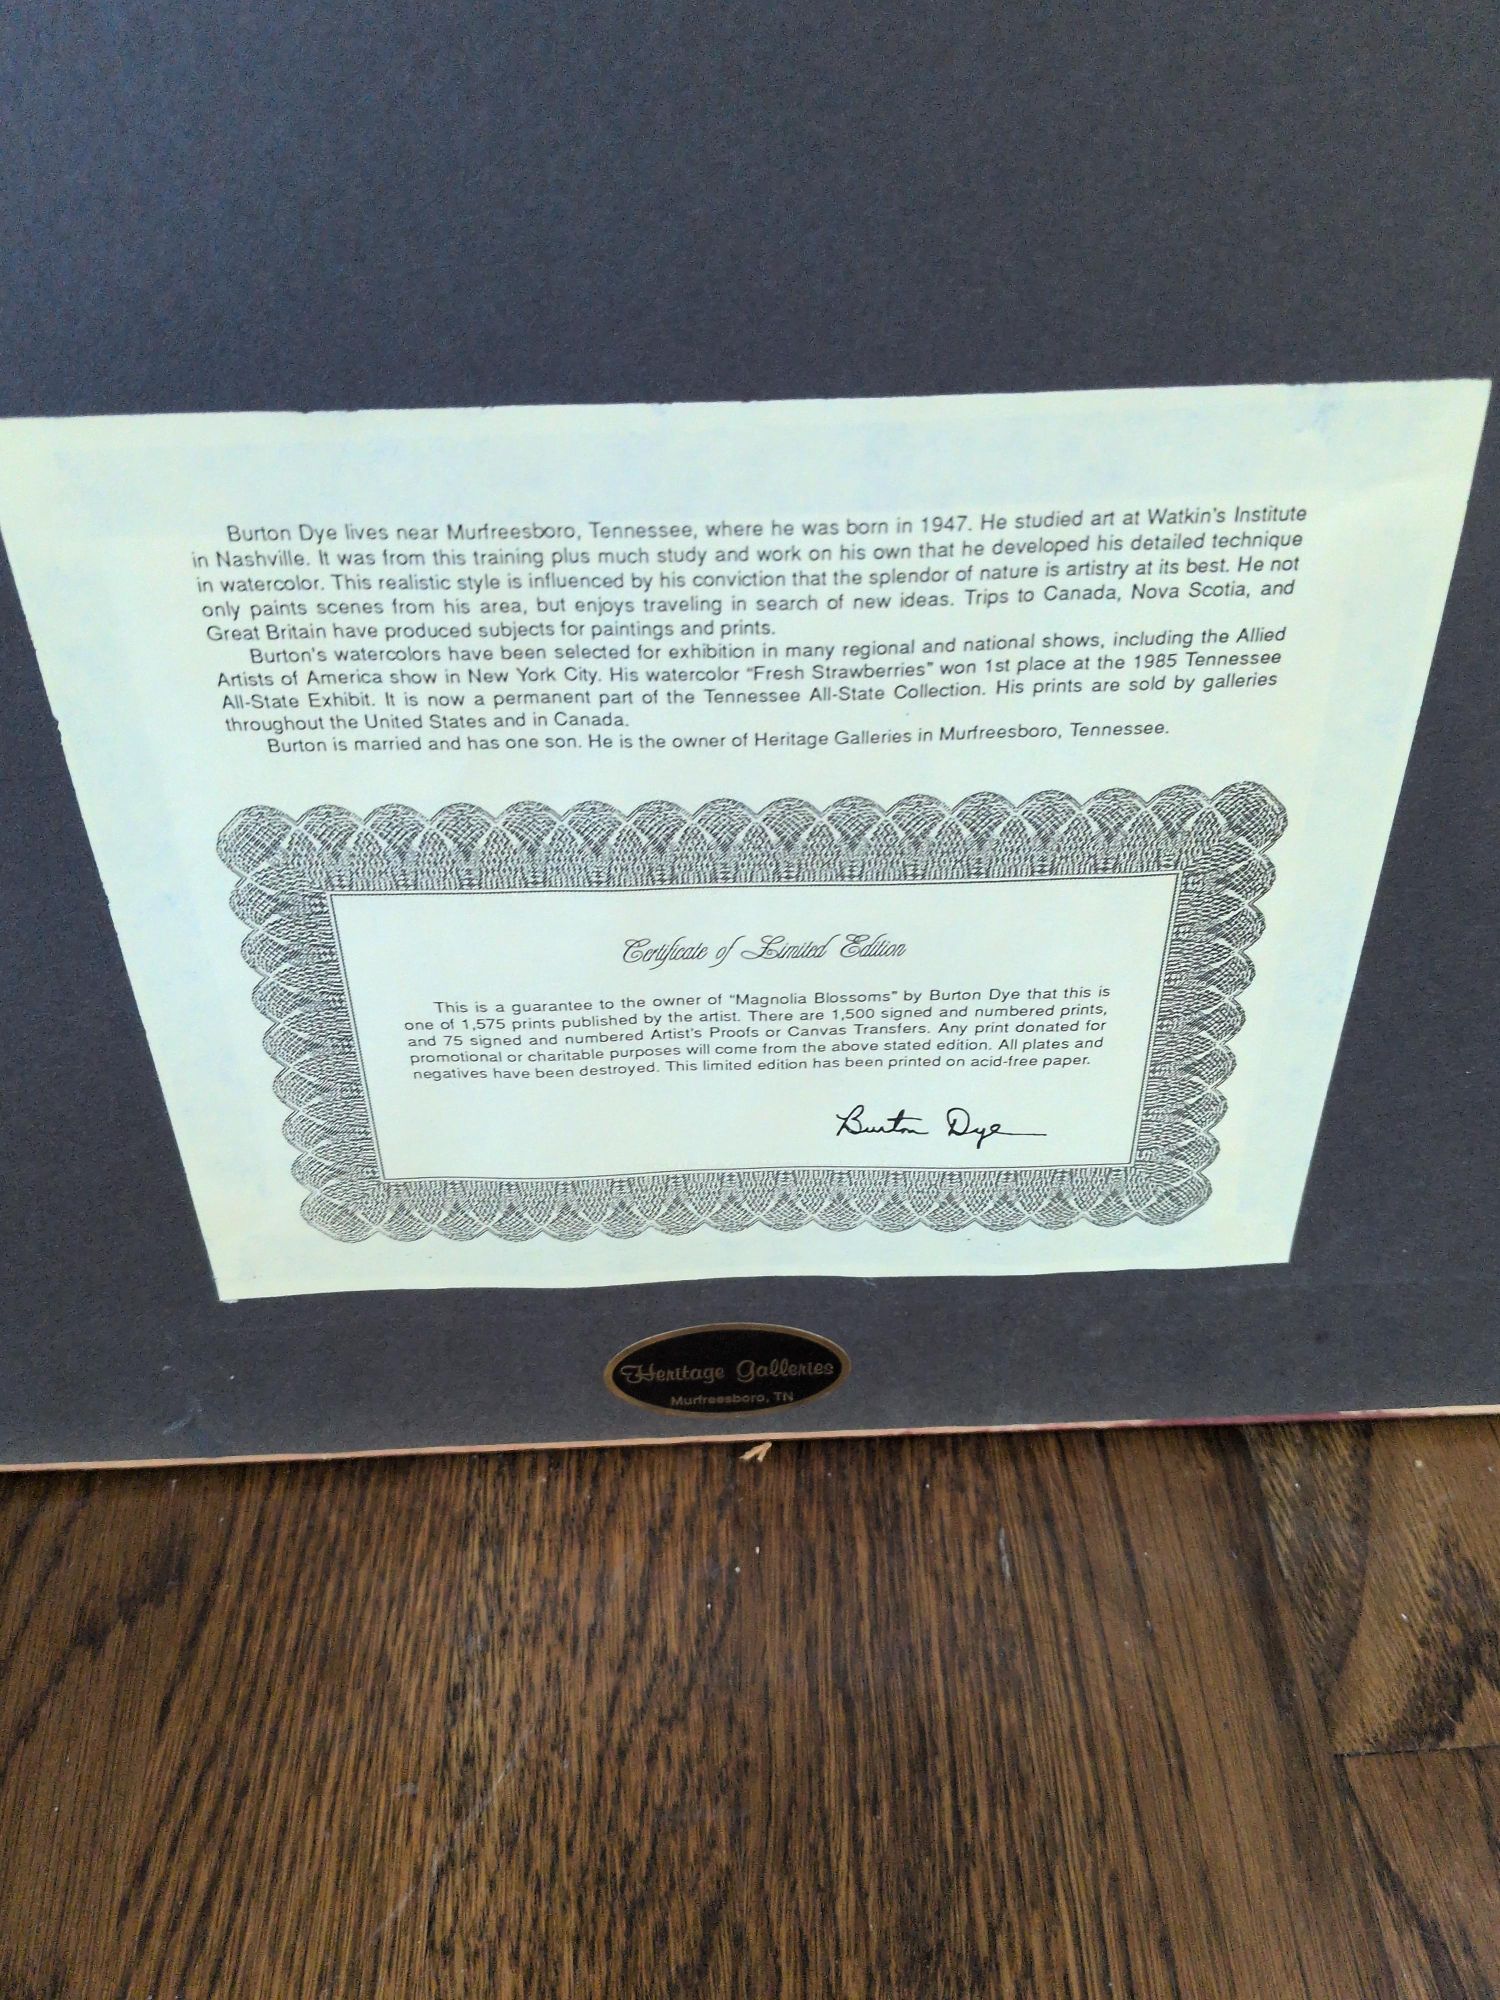 Burton Dye lives near Murfreesboro, Tennessee, where he was born in 1947. He studied art at Watkin's Institute
in Nashville. It was from this training plus much study and work on his own that he developed his detailed technique
in watercolor. This realistic style is influenced by his conviction that the splendor of nature is artistry at its best. He not
only paints scenes from his area, but enjoys traveling in search of new ideas. Trips to Canada, Nova Scotia, and
Great Britain have produced subjects for paintings and prints.
Burton's watercolors have been selected for exhibition in many regional and national shows, including the Allied
Artists of America show in New York City. His watercolor "Fresh Strawberries" won 1st place at the 1985 Tennessee
All-State Exhibit. It is now a permanent part of the Tennessee All-State Collection. His prints are sold by galleries
throughout the United States and in Canada.
Burton is married and has one son. He is the owner of Heritage Galleries in Murfreesboro, Tennessee.
Certificate of Limited Edition
This is a guarantee to the owner of "Magnolia Blossoms" by Burton Dye that this is
one of 1,575 prints published by the artist. There are 1,500 signed and numbered prints,
and 75 signed and numbered Artist's Proofs or Canvas Transfers. Any print donated for
promotional or charitable purposes will come from the above stated edition. All plates and
negatives have been destroyed. This limited edition has been printed on acid-free paper.
Burton Dye
Heritage Galleries
Murfreesboro, TN